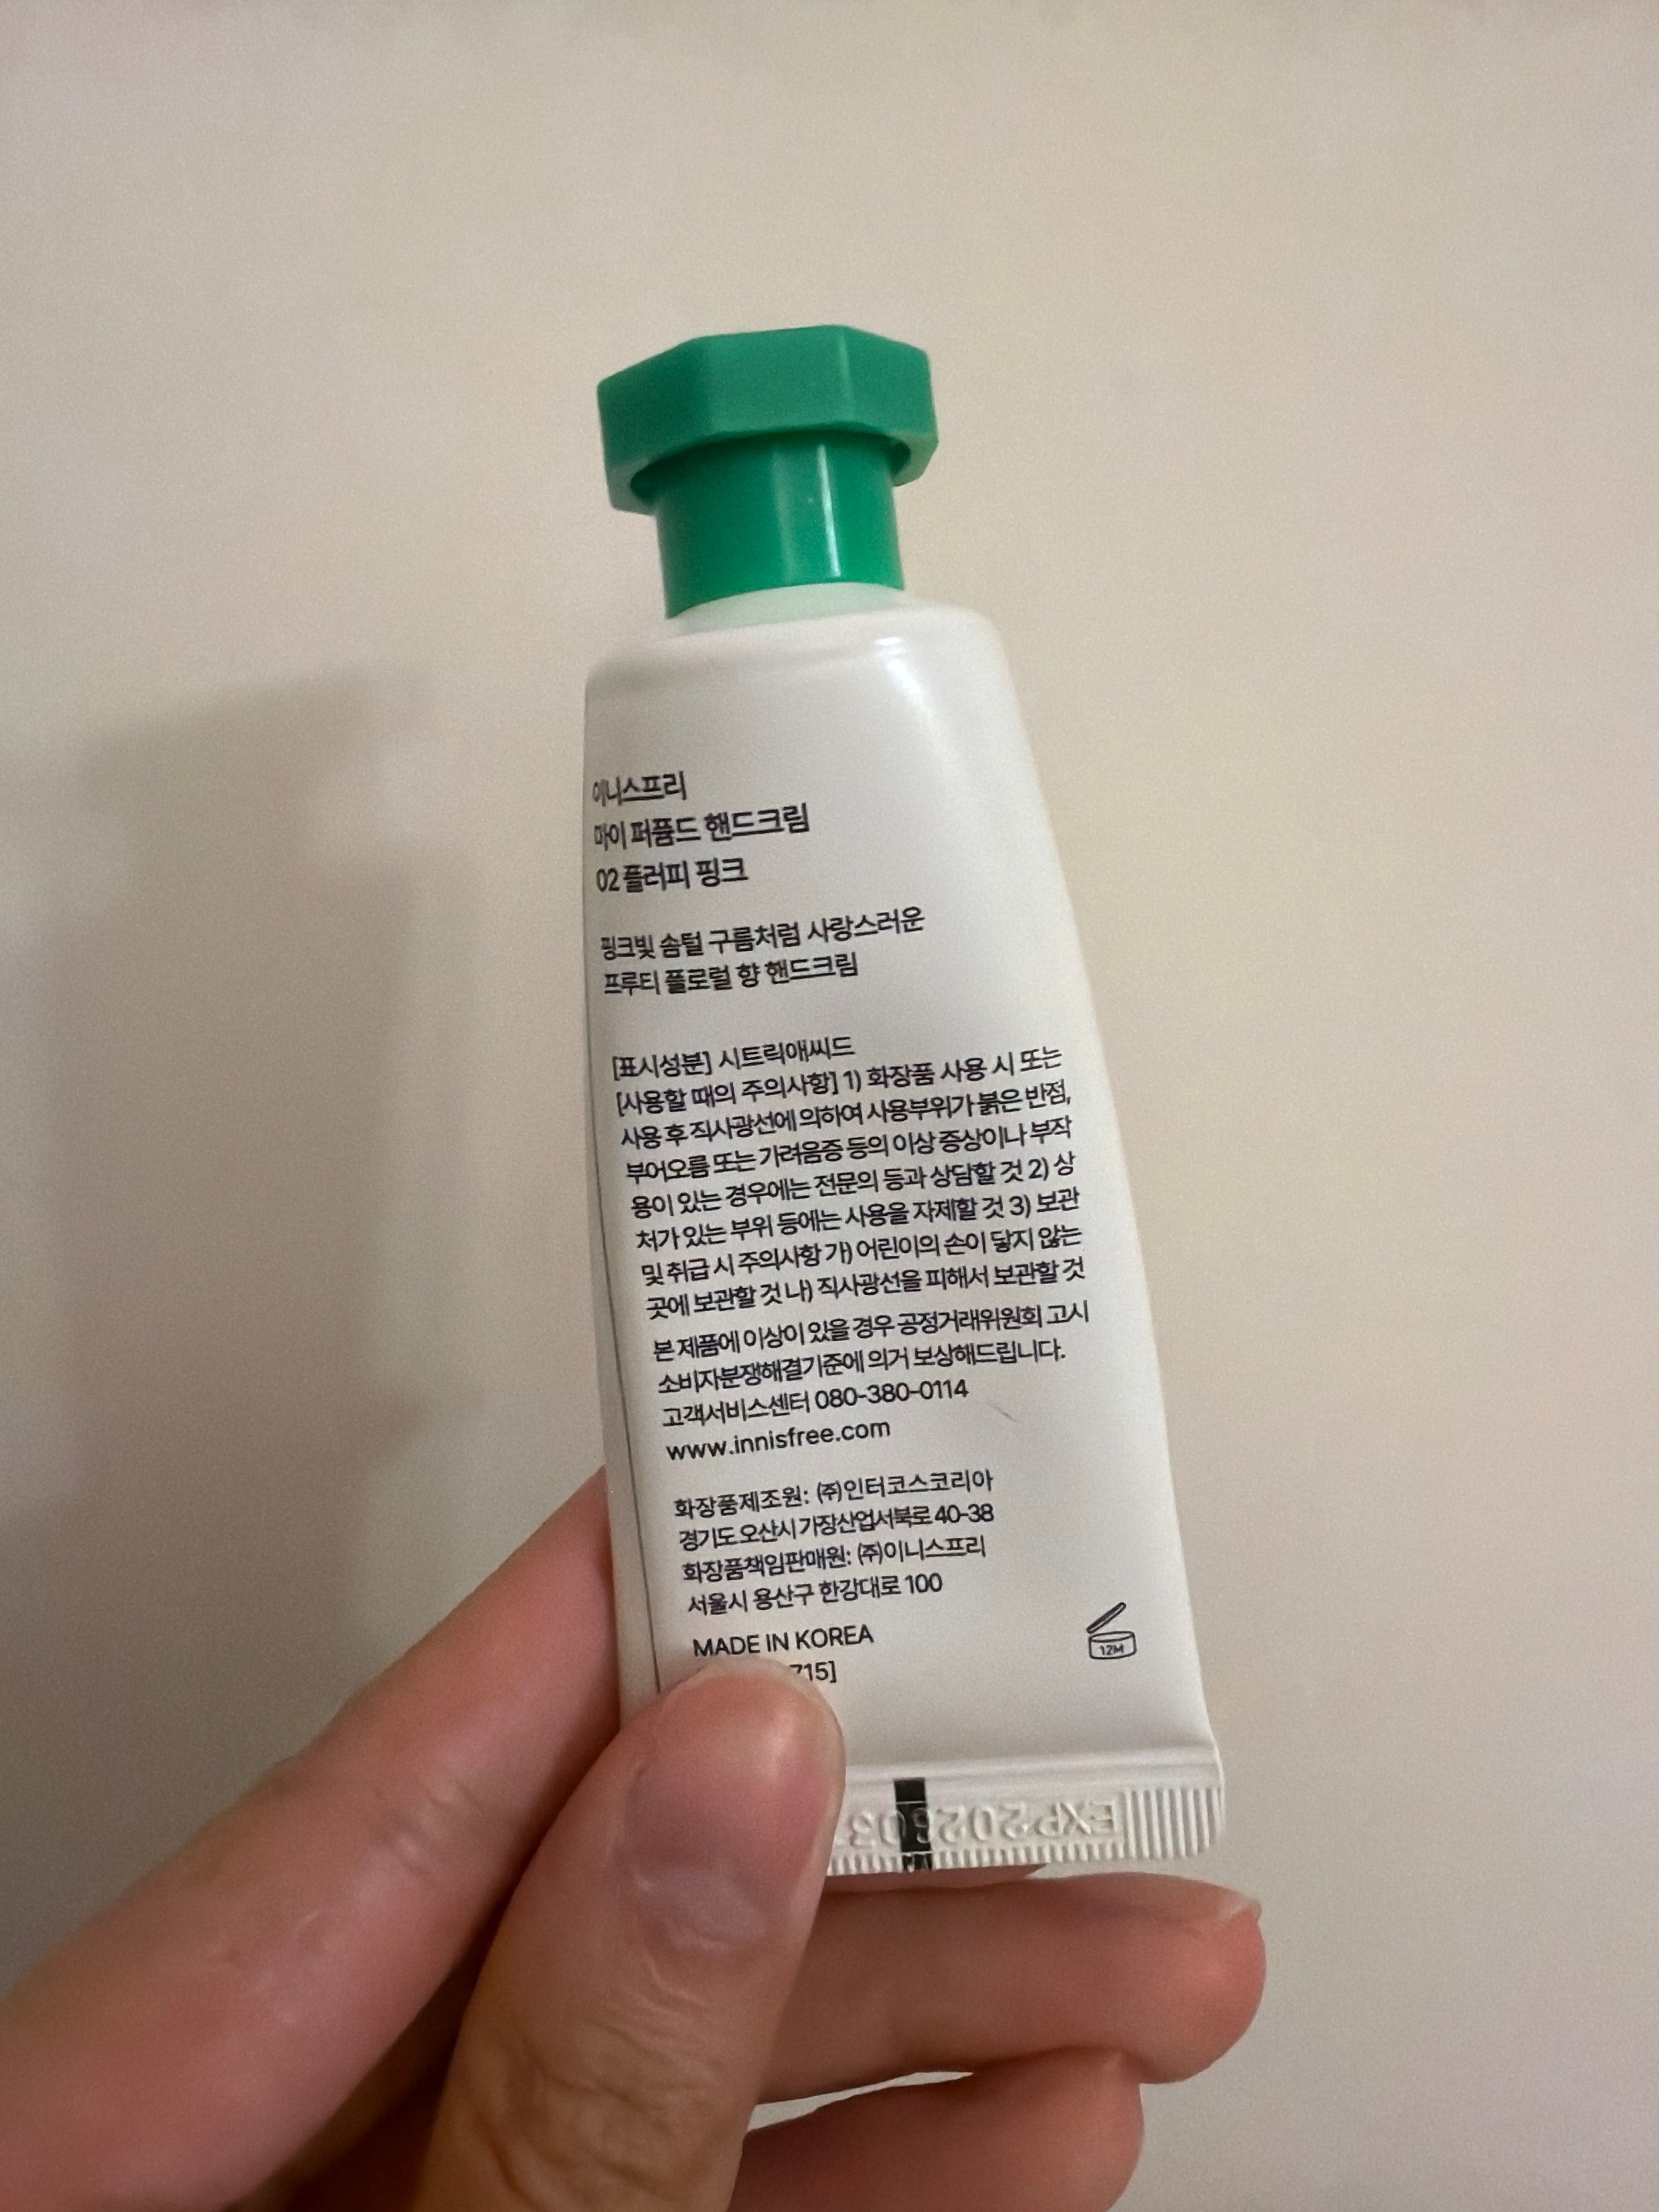 이니스프리
마이 퍼퓸드 핸드크림
02 플러피 핑크
핑크빛 솜털 구름처럼 사랑스러운
프루티 플로럴 향 핸드크림
[표시성분] 시트릭애씨드
[사용할 때의 주의사항] 1) 화장품 사용 시 또는
사용 후 직사광선에 의하여 사용부위가 붉은 반점,
부어오름 또는 가려움증 등의 이상 증상이나 부작
용이 있는 경우에는 전문의 등과 상담할 것 2) 상
처가 있는 부위 등에는 사용을 자제할 것 3) 보관
및 취급 시 주의사항 가) 어린이의 손이 닿지 않는
곳에 보관할 것 나) 직사광선을 피해서 보관할 것
본 제품에 이상이 있을 경우 공정거래위원회 고시
소비자분쟁해결기준에 의거 보상해드립니다.
고객서비스센터 080-380-0114
www.innisfree.com
화장품제조원: ㈜인터코스코리아
경기도 오산시 가장산업서북로 40-38
화장품책임판매원: ㈜이니스프리
서울시 용산구 한강대로 100
MADE IN KOREA
715]
12M
EXP